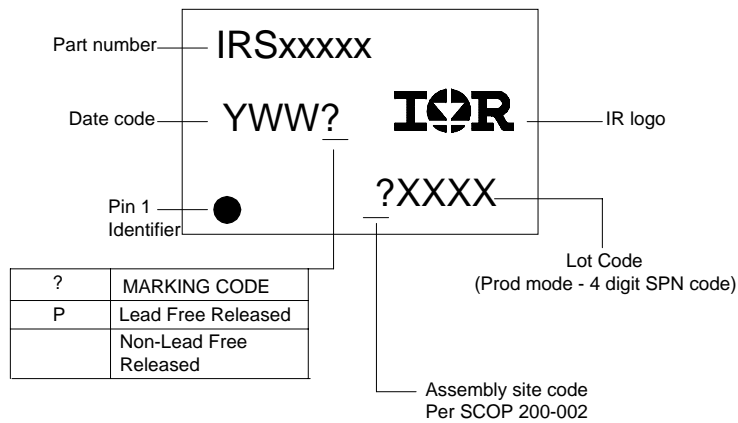 Part number
IRSxxxxx
Date code
YWW?
IOR
IR logo
?XXXX
Pin 1
Identifier
Lot Code
(Prod mode - 4 digit SPN code)
? MARKING CODE
P Lead Free Released
Non-Lead Free
Released
Assembly site code
Per SCOP 200-002